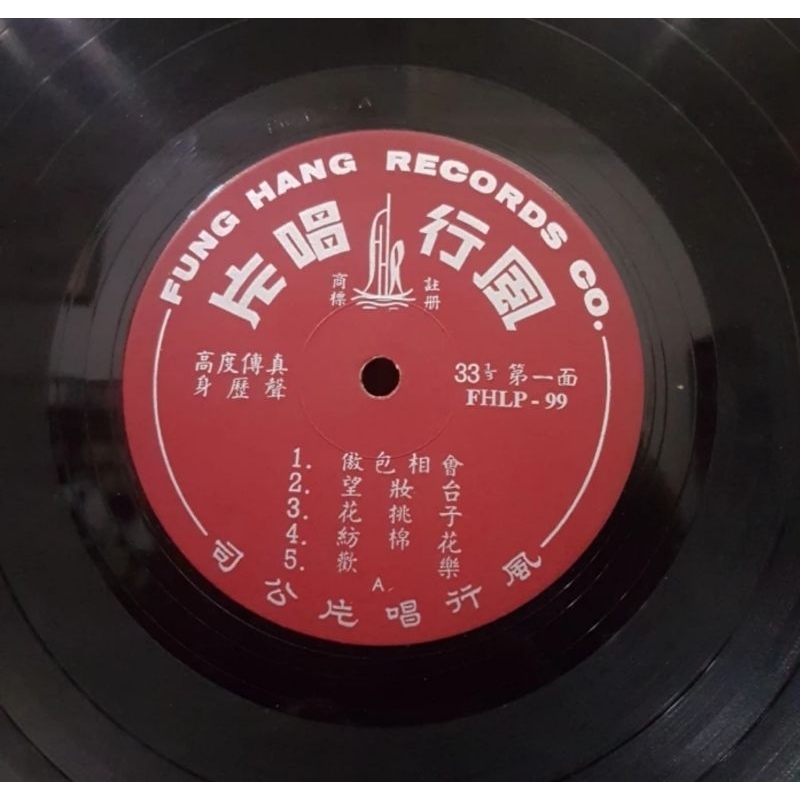 FUNG HANG RECORDS CO.
風行唱片
FHR
商標
註冊
高度傳真
身歷聲
33⅓ 第一面
FHLP - 99
1. 傲包相會
2. 望妝台
3. 花挑子
4. 紡棉花
5. 歡樂
A
風行唱片公司